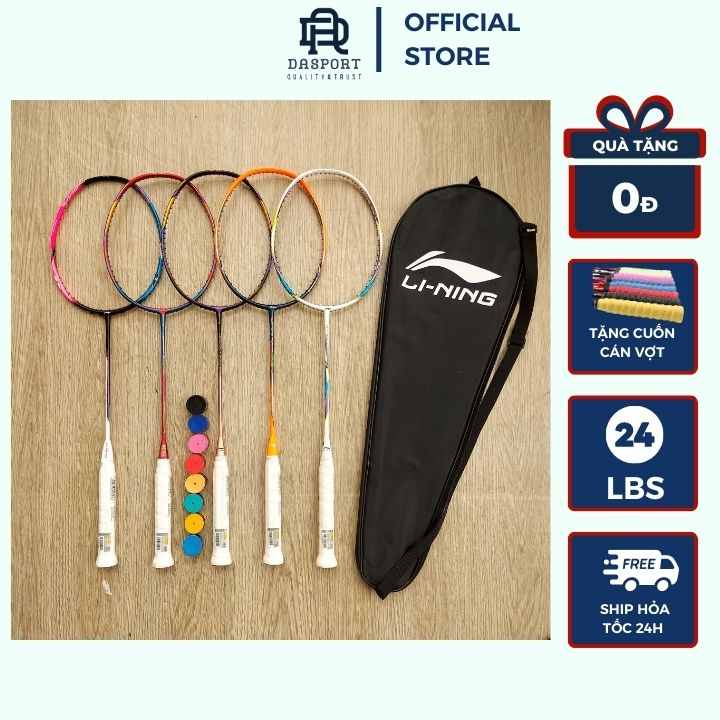 DASPORT
QUALITY&TRUST
OFFICIAL
STORE
LI-NING
QUÀ TẶNG
0Đ
TẶNG CUỐN
CÁN VỢT
24
LBS
FREE
SHIP HỎA
TỐC 24H